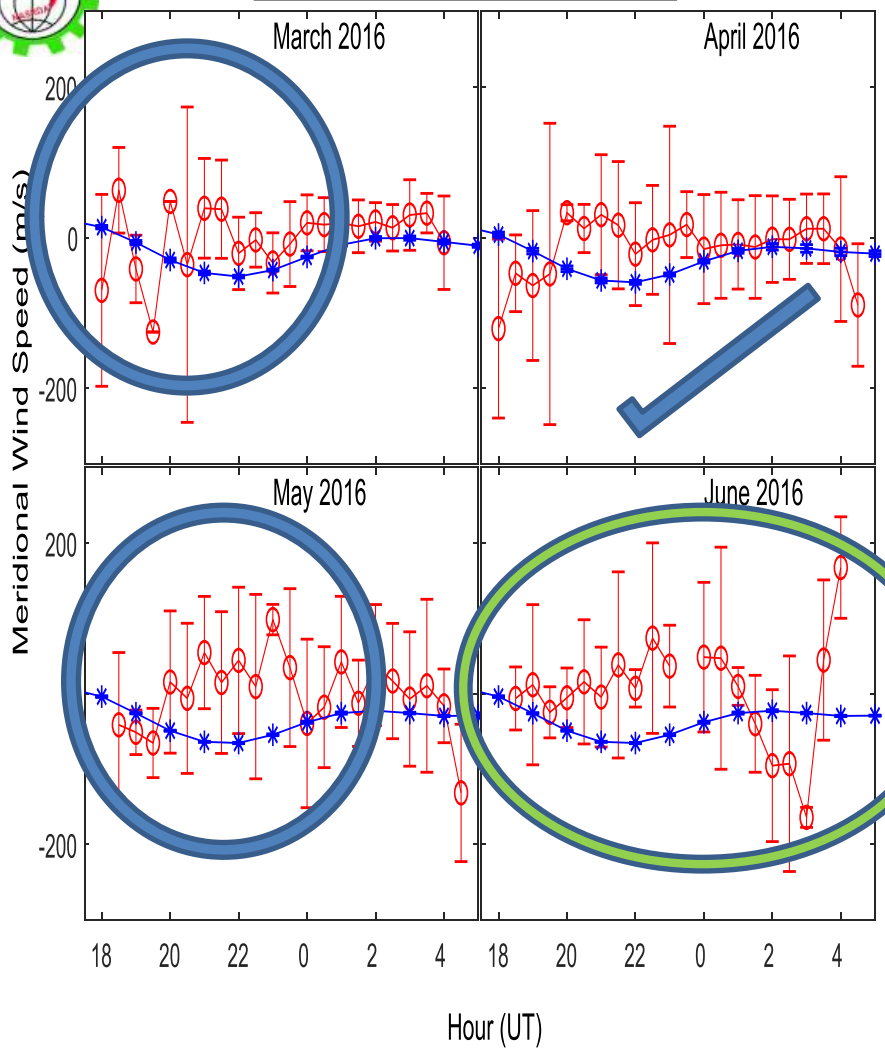 NASRDA
March 2016
April 2016
200
0
-200
May 2016
June 2016
200
-200
Meridional Wind Speed (m/s)
18 20 22 0 2 4 18 20 22 0 2 4
Hour (UT)